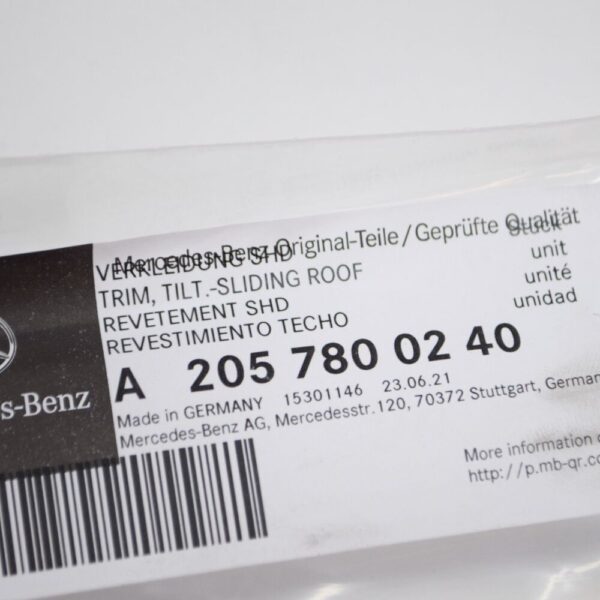 Mercedes-Benz Original-Teile/Geprüfte Qualität
VERKLEIDUNG SHD
Stück
TRIM, TILT.-SLIDING ROOF
unit
REVETEMENT SHD
unité
REVESTIMIENTO TECHO
unidad
A 205 780 02 40
s-Benz
Made in GERMANY 15301146 23.06.21
Mercedes-Benz AG, Mercedesstr.120, 70372 Stuttgart, German
More information
http://p.mb-qr.co